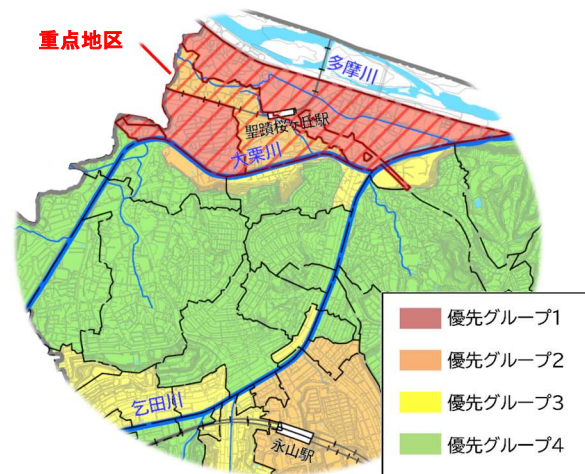 重点地区
多摩川
聖蹟桜ヶ丘駅
大栗川
乞田川
永山駅
優先グループ1
優先グループ2
優先グループ3
優先グループ4